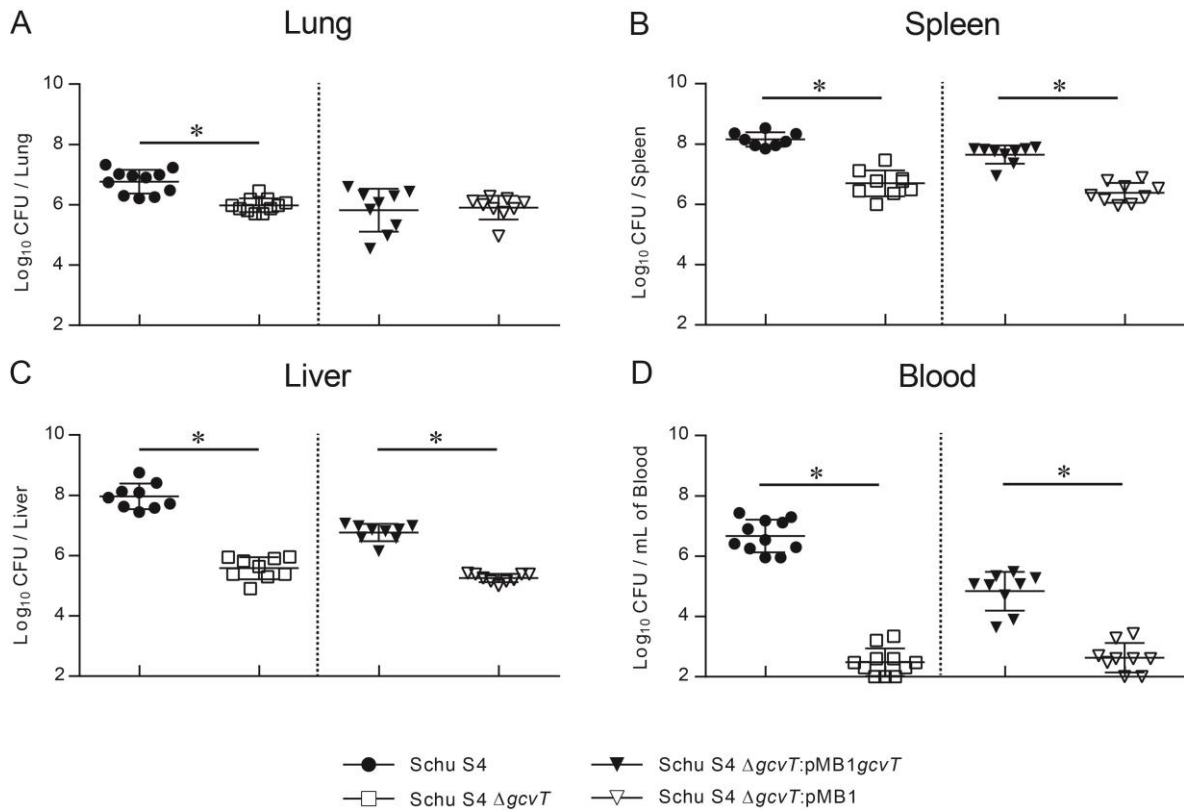 A
Lung
Log10 CFU / Lung
10
8
6
4
2
*
B
Spleen
Log10 CFU / Spleen
10
8
6
4
2
*
*
C
Liver
Log10 CFU / Liver
10
8
6
4
2
*
*
D
Blood
Log10 CFU / mL of Blood
10
8
6
4
2
*
*
Schu S4
Schu S4 ΔgcvT
Schu S4 ΔgcvT:pMB1gcvT
Schu S4 ΔgcvT:pMB1